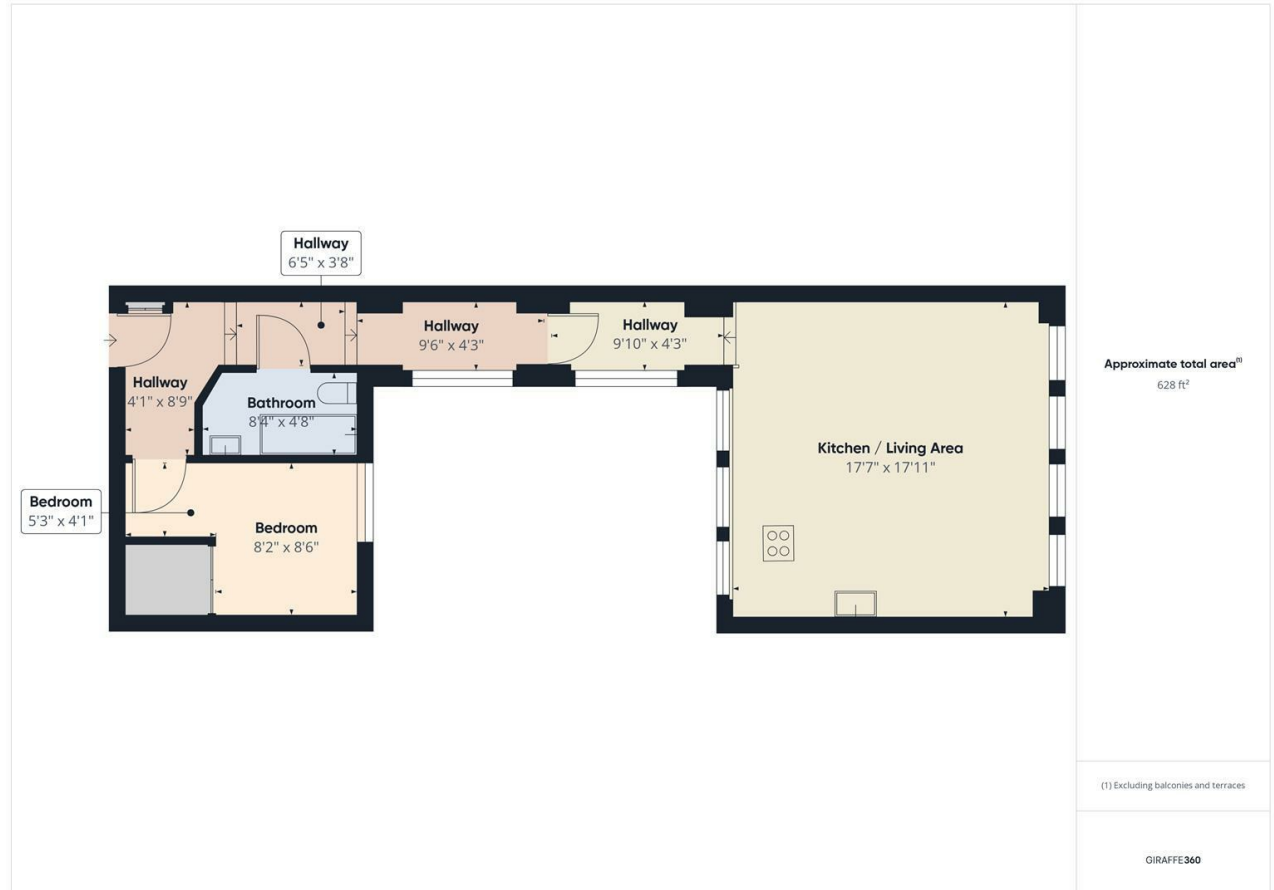 Hallway
6'5" x 3'8"
Hallway
9'6" x 4'3"
Hallway
9'10" x 4'3"
Hallway
4'1" x 8'9"
Bathroom
8'4" x 4'8"
Kitchen / Living Area
17'7" x 17'11"
Bedroom
5'3" x 4'1"
Bedroom
8'2" x 8'6"
Approximate total area(1)
628 ft²
(1) Excluding balconies and terraces
GIRAFFE360